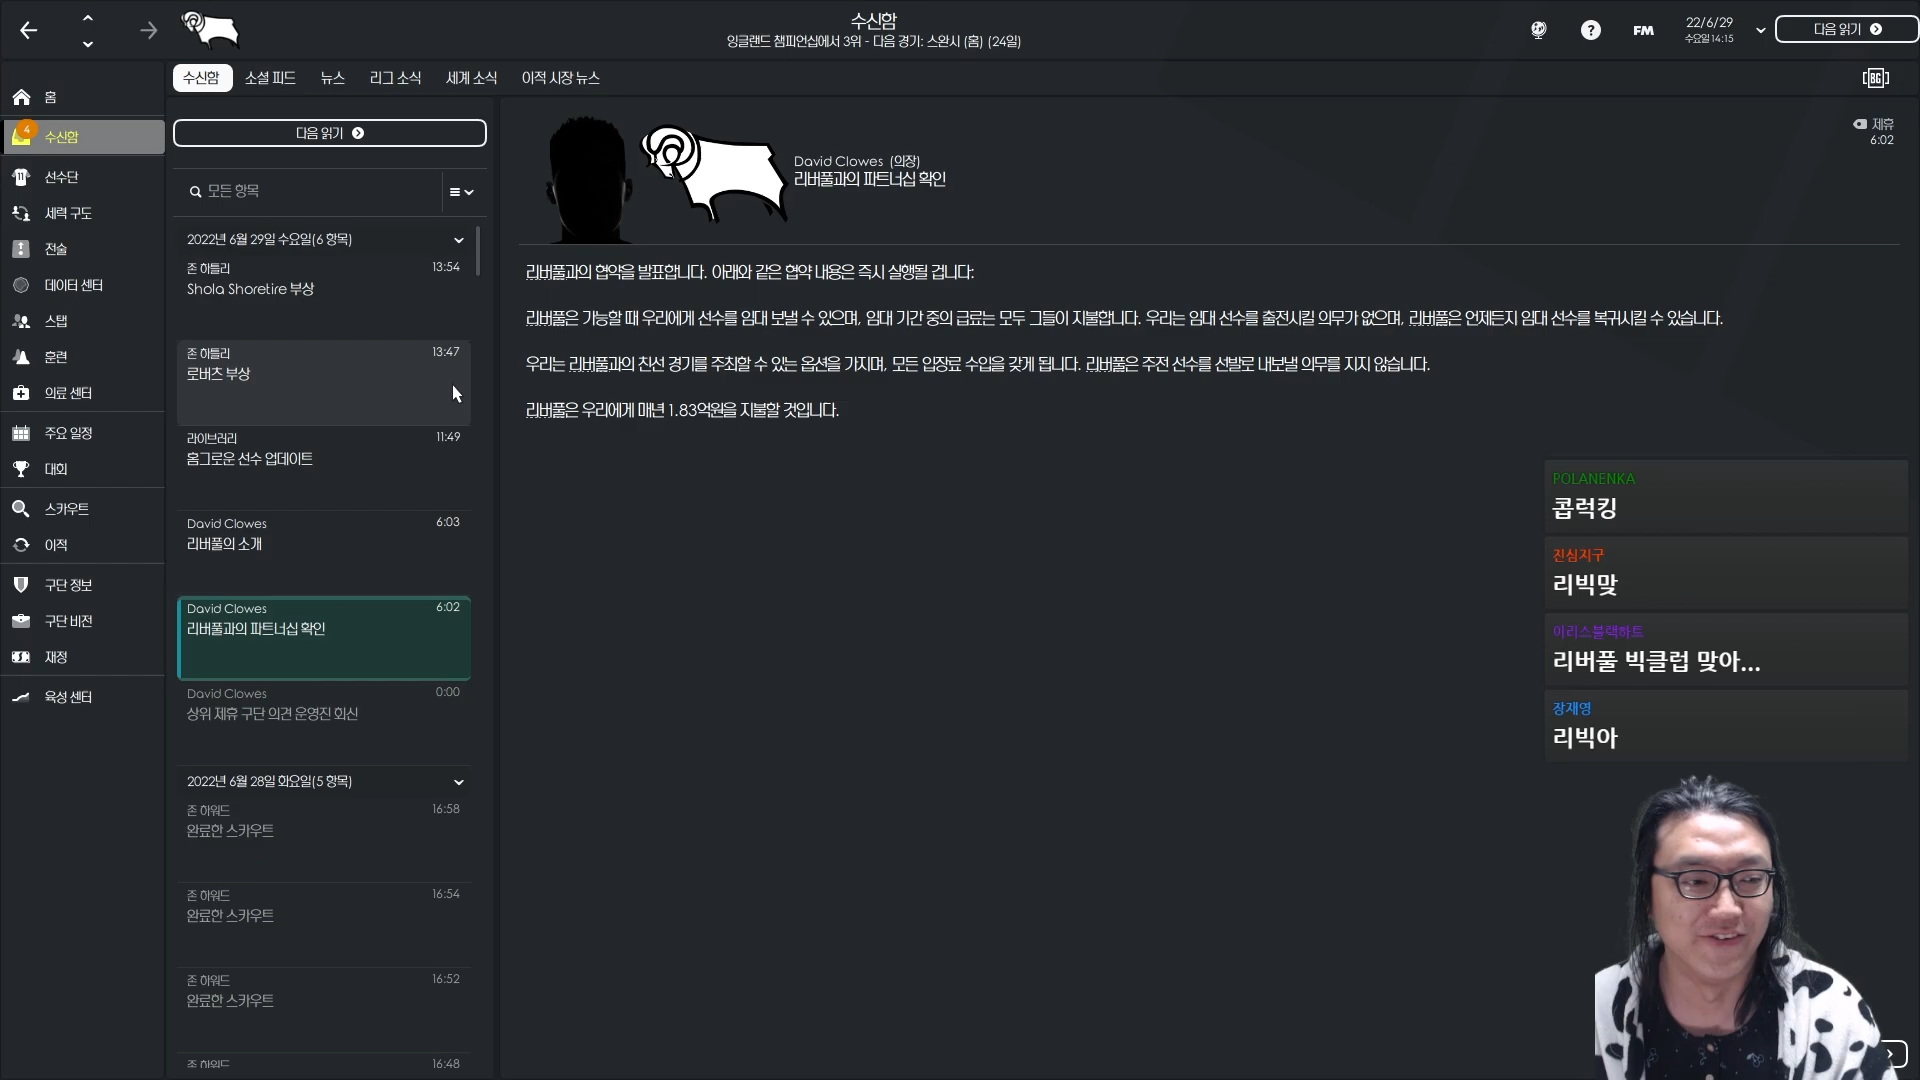 수신함
잉글랜드 챔피언십에서 3위 - 다음 경기: 스완시 (홈) (24일)
FM
22/6/29
수요일 14:15
다음 읽기
수신함
소셜 피드
뉴스
리그 소식
세계 소식
이적 시장 뉴스
BG
홈
4
수신함
선수단
세력 구도
전술
데이터 센터
스탭
훈련
의료 센터
주요 일정
대회
스카우트
이적
구단 정보
구단 비전
재정
육성 센터
다음 읽기
모든 항목
2022년 6월 29일 수요일(6 항목)
존 하틀리
13:54
Shola Shoretire 부상
존 하틀리
13:47
로버츠 부상
라이브러리
11:49
홈그로운 선수 업데이트
David Clowes
6:03
리버풀의 소개
David Clowes
6:02
리버풀과의 파트너십 확인
David Clowes
0:00
상위 제휴 구단 의견 운영진 회신
2022년 6월 28일 화요일(5 항목)
존 하워드
16:58
완료한 스카우트
존 하워드
16:54
완료한 스카우트
존 하워드
16:52
완료한 스카우트
존 하워드
16:48
David Clowes (의장)
리버풀과의 파트너십 확인
제휴
6:02
리버풀과의 협약을 발표합니다. 아래와 같은 협약 내용은 즉시 실행될 겁니다:
리버풀은 가능할 때 우리에게 선수를 임대 보낼 수 있으며, 임대 기간 중의 급료는 모두 그들이 지불합니다. 우리는 임대 선수를 출전시킬 의무가 없으며, 리버풀은 언제든지 임대 선수를 복귀시킬 수 있습니다.
우리는 리버풀과의 친선 경기를 주최할 수 있는 옵션을 가지며, 모든 입장료 수입을 갖게 됩니다. 리버풀은 주전 선수를 선발로 내보낼 의무를 지지 않습니다.
리버풀은 우리에게 매년 1.83억원을 지불할 것입니다.
POLANENKA
콥럭킹
진심지구
리빅맞
이리스블랙하트
리버풀 빅클럽 맞아...
장재영
리빅아